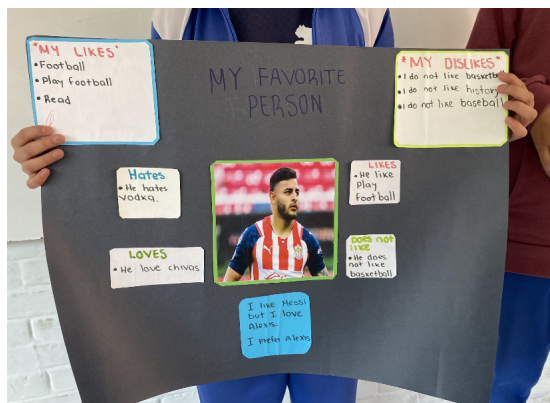 "MY LIKES"
• Football
• Play football
• Read
MY FAVORITE
PERSON
*MY DISLIKES*
• I do not like basketb
• I do not like history
• I do not like baseball
Hates
• He hates
vodka.
LIKES
• He like
Play
football
LOVES
• He love chivas
Does not
like
• He does
not like
basketball
I like Messi
but I love
Alexis.
I prefer Alexis